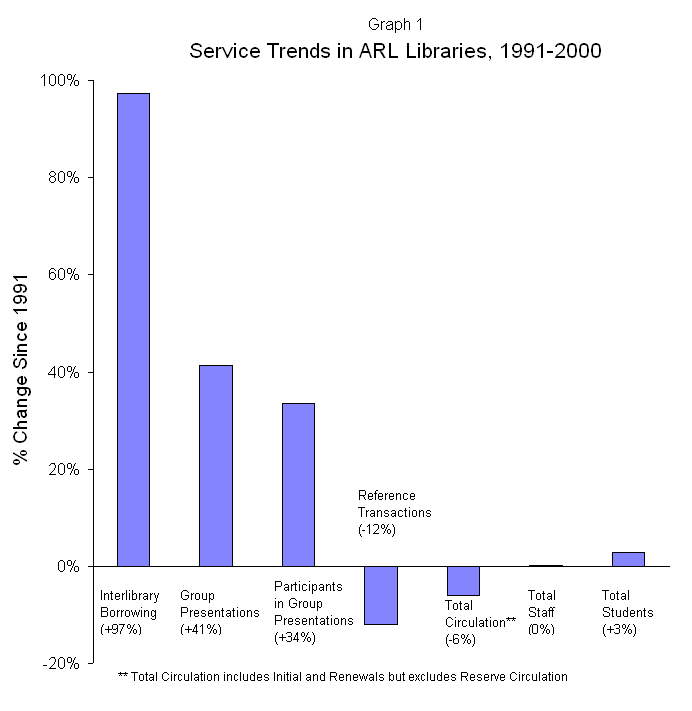 Graph 1
Service Trends in ARL Libraries, 1991-2000
% Change Since 1991
100%
80%
60%
40%
20%
0%
-20%
Interlibrary
Borrowing
(+97%)
Group
Presentations
(+41%)
Participants
in Group
Presentations
(+34%)
Reference
Transactions
(-12%)
Total
Circulation**
(-6%)
Total
Staff
(0%)
Total
Students
(+3%)
** Total Circulation includes Initial and Renewals but excludes Reserve Circulation